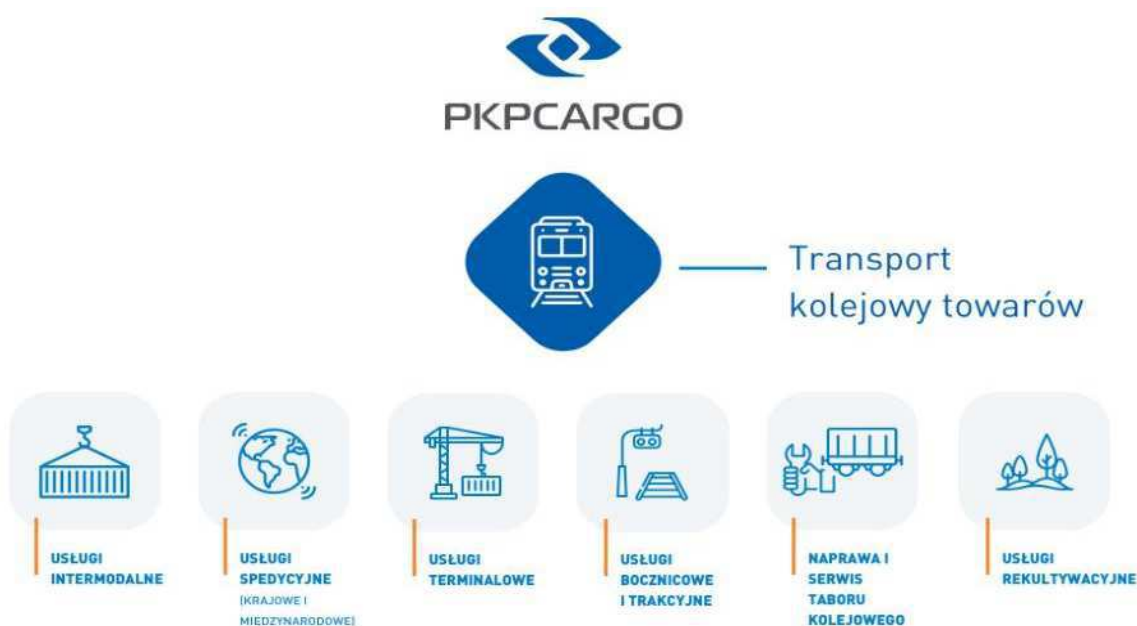 PKPCARGO
Transport
kolejowy towarów
USŁUGI
INTERMODALNE
USŁUGI
SPEDYCYJNE
(KRAJOWE I
MIĘDZYNARODOWE)
USŁUGI
TERMINALOWE
USŁUGI
BOCZNICOWE
I TRAKCYJNE
NAPRAWA I
SERWIS
TABORU
KOLEJOWEGO
USŁUGI
REKULTYWACYJNE